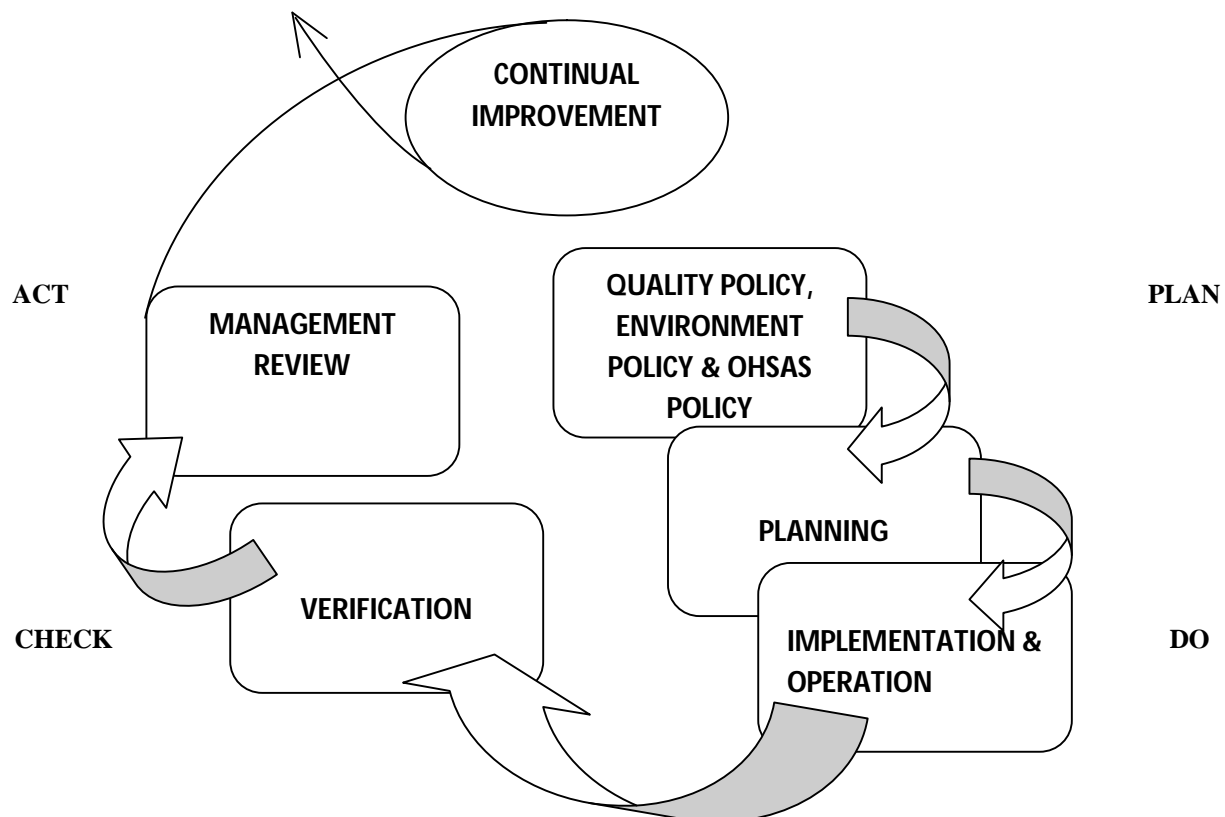 CONTINUAL
IMPROVEMENT
ACT
MANAGEMENT
REVIEW
QUALITY POLICY,
ENVIRONMENT
POLICY & OHSAS
POLICY
PLAN
PLANNING
CHECK
VERIFICATION
IMPLEMENTATION &
OPERATION
DO